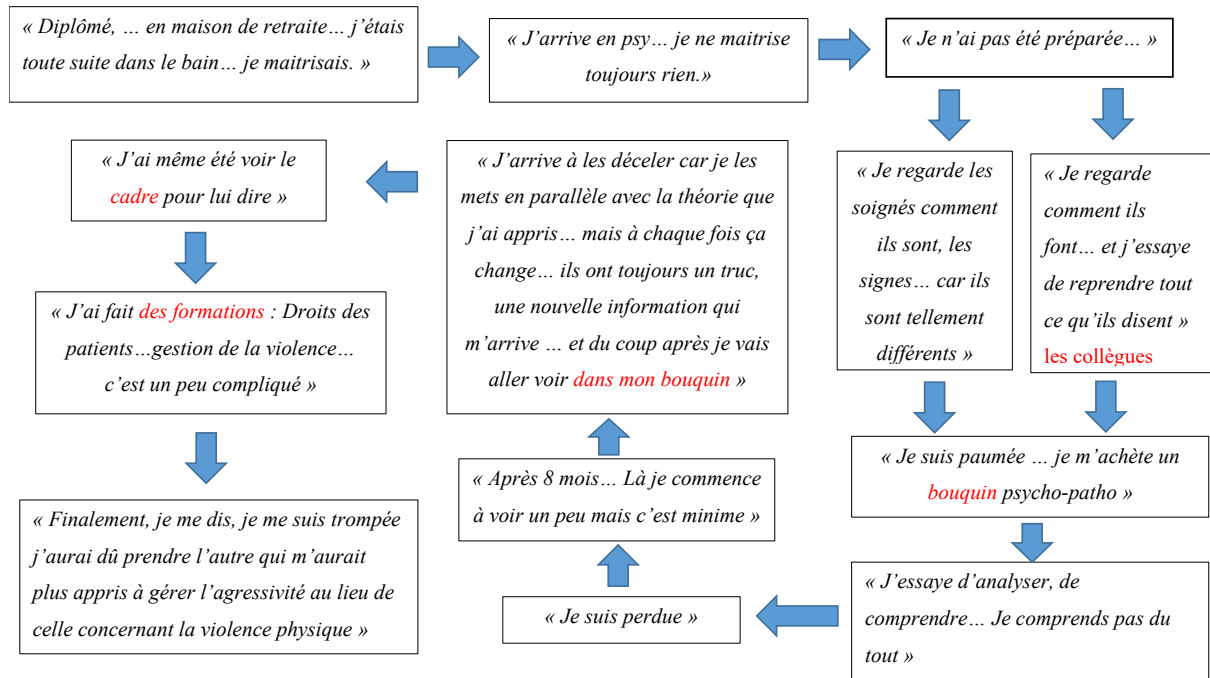 « Diplômé, … en maison de retraite… j’étais
toute suite dans le bain… je maitrisais. »
« J’arrive en psy… je ne maitrise
toujours rien.»
« Je n’ai pas été préparée… »
« Je regarde les
soignés comment
ils sont, les
signes… car ils
sont tellement
différents »
« Je regarde
comment ils
font… et j’essaye
de reprendre tout
ce qu’ils disent »
les collègues
« Je suis paumée … je m’achète un
bouquin psycho-patho »
« J’essaye d’analyser, de
comprendre… Je comprends pas du
tout »
« Je suis perdue »
« Après 8 mois… Là je commence
à voir un peu mais c’est minime »
« J’arrive à les déceler car je les
mets en parallèle avec la théorie que
j’ai appris… mais à chaque fois ça
change… ils ont toujours un truc,
une nouvelle information qui
m’arrive … et du coup après je vais
aller voir dans mon bouquin »
« J’ai même été voir le
cadre pour lui dire »
« J’ai fait des formations : Droits des
patients…gestion de la violence…
c’est un peu compliqué »
« Finalement, je me dis, je me suis trompée
j’aurai dû prendre l’autre qui m’aurait
plus appris à gérer l’agressivité au lieu de
celle concernant la violence physique »